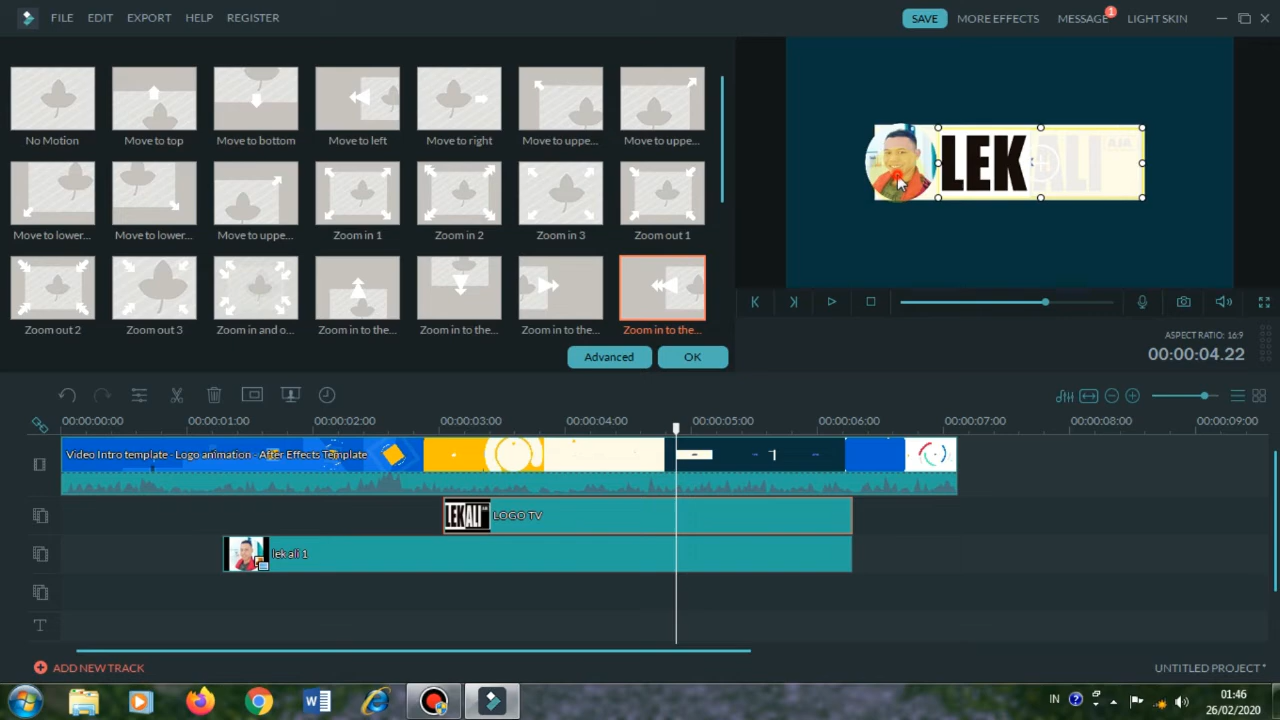 FILE EDIT EXPORT HELP REGISTER SAVE MORE EFFECTS MESSAGE 1 LIGHT SKIN
No Motion Move to top Move to bottom Move to left Move to right Move to uppe... Move to uppe...
Move to lower... Move to lower... Move to uppe... Zoom in 1 Zoom in 2 Zoom in 3 Zoom out 1
Zoom out 2 Zoom out 3 Zoom in and o... Zoom in to the... Zoom in to the... Zoom in to the... Zoom in to the...
Advanced OK
LEK ALI AJA
ASPECT RATIO: 16:9
00:00:04.22
00:00:00:00 00:00:01:00 00:00:02:00 00:00:03:00 00:00:04:00 00:00:05:00 00:00:06:00 00:00:07:00 00:00:08:00 00:00:09:00
Video Intro template - Logo animation - After Effects Template
LEKALI LOGO TV
lek ali 1
T
ADD NEW TRACK UNTITLED PROJECT *
IN 01:46
26/02/2020